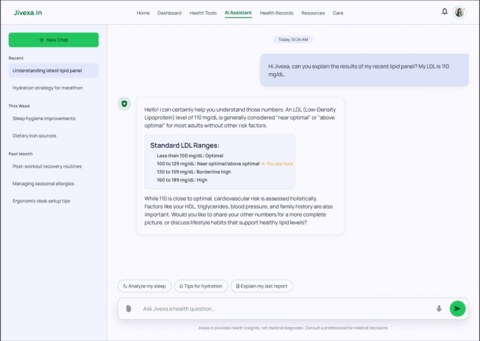 Jivexa.in
Home Dashboard Health Tools AI Assistant Health Records Resources Care
+ New Chat
Recent
Understanding latest lipid panel
Hydration strategy for marathon
This Week
Sleep hygiene improvements
Dietary iron sources
Past Month
Post-workout recovery routines
Managing seasonal allergies
Ergonomic desk setup tips
Today, 10:34 AM
Hi Jivexa, can you explain the results of my recent lipid panel? My LDL is 110
mg/dL.
Hello! I can certainly help you understand those numbers. An LDL (Low-Density
Lipoprotein) level of 110 mg/dL is generally considered "near optimal" or "above
optimal" for most adults without other risk factors.
Standard LDL Ranges:
Less than 100 mg/dL: Optimal
100 to 129 mg/dL: Near optimal/above optimal ← You are here
130 to 159 mg/dL: Borderline high
160 to 189 mg/dL: High
While 110 is close to optimal, cardiovascular risk is assessed holistically.
Factors like your HDL, triglycerides, blood pressure, and family history are also
important. Would you like to share your other numbers for a more complete
picture, or discuss lifestyle habits that support healthy lipid levels?
Analyze my sleep
Tips for hydration
Explain my last report
Ask Jivexa a health question...
Jivexa.in provides health insights, not medical diagnoses. Consult a professional for medical decisions.